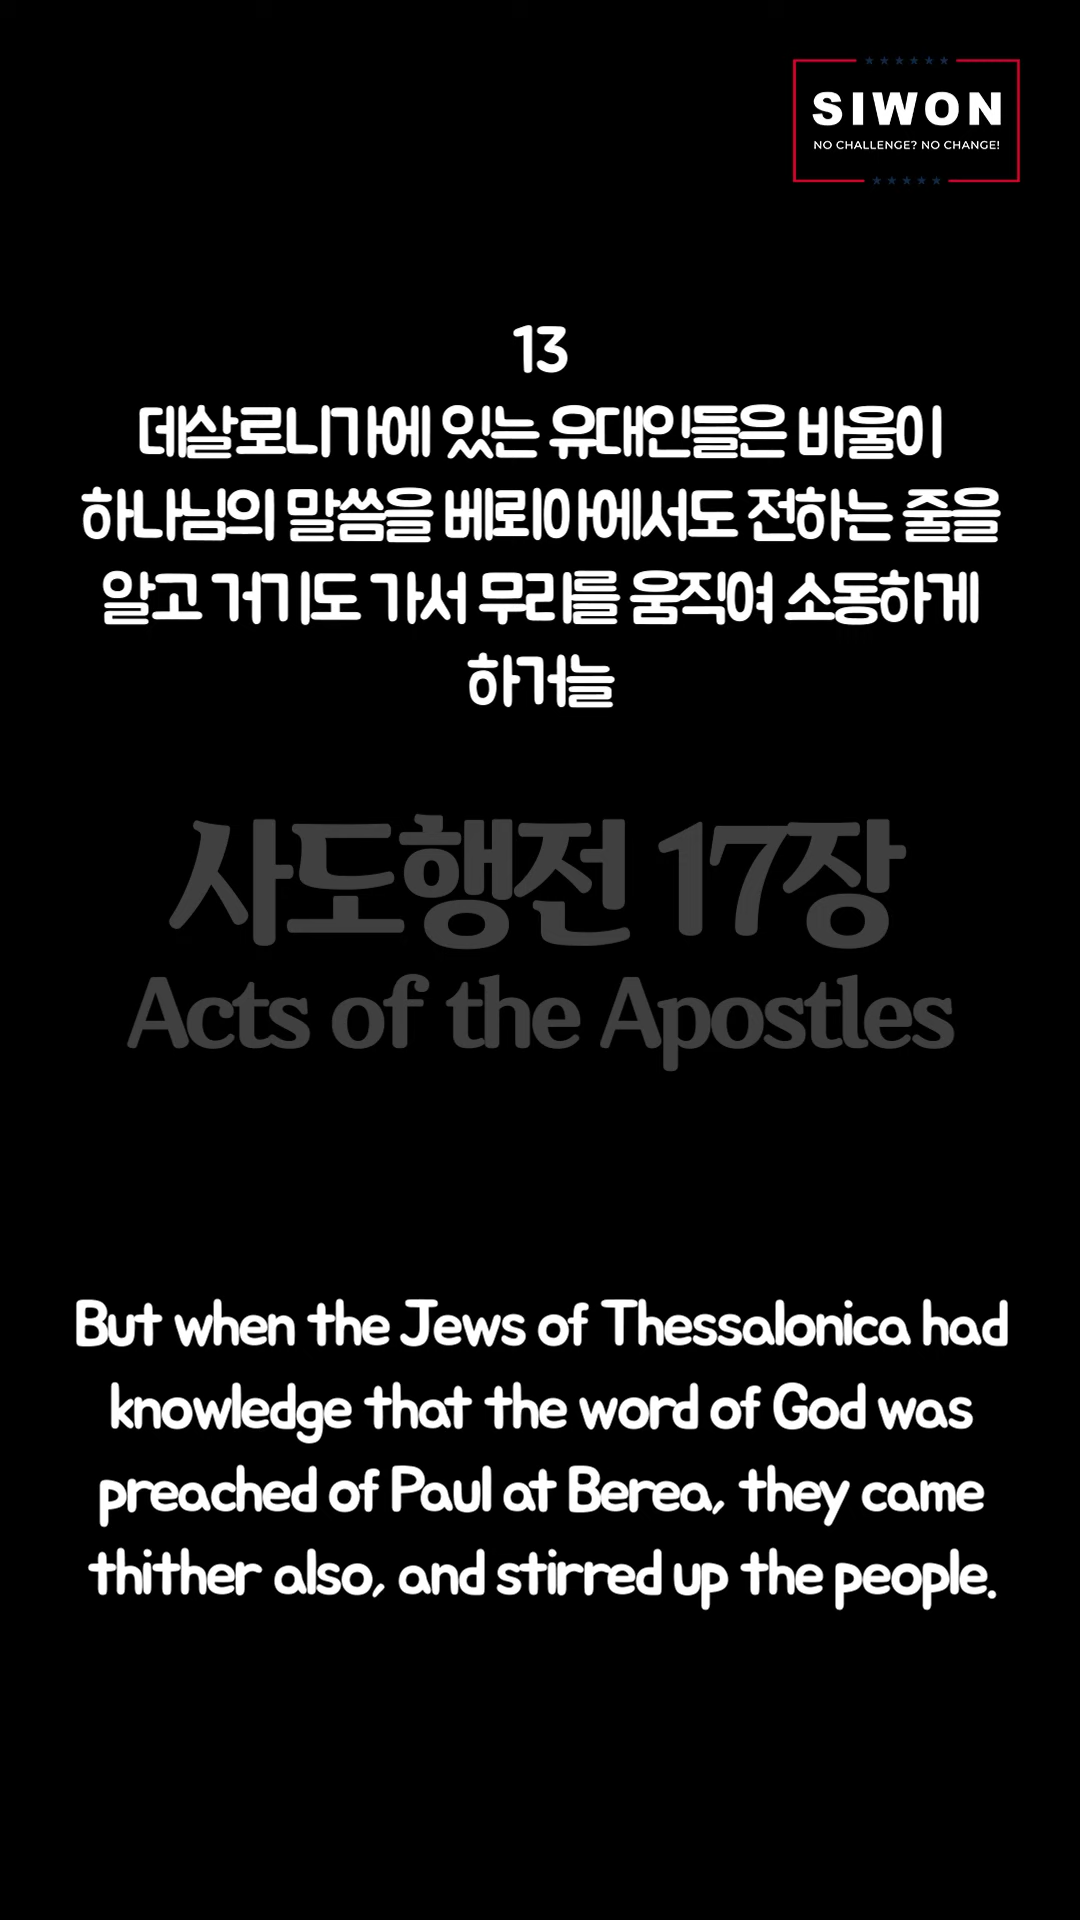 SIWON
NO CHALLENGE? NO CHANGE!
13
데살로니가에 있는 유대인들은 바울이
하나님의 말씀을 베뢰아에서도 전하는 줄을
알고 거기도 가서 무리를 움직여 소동하게
하거늘
사도행전 17장
Acts of the Apostles
But when the Jews of Thessalonica had
knowledge that the word of God was
preached of Paul at Berea, they came
thither also, and stirred up the people.